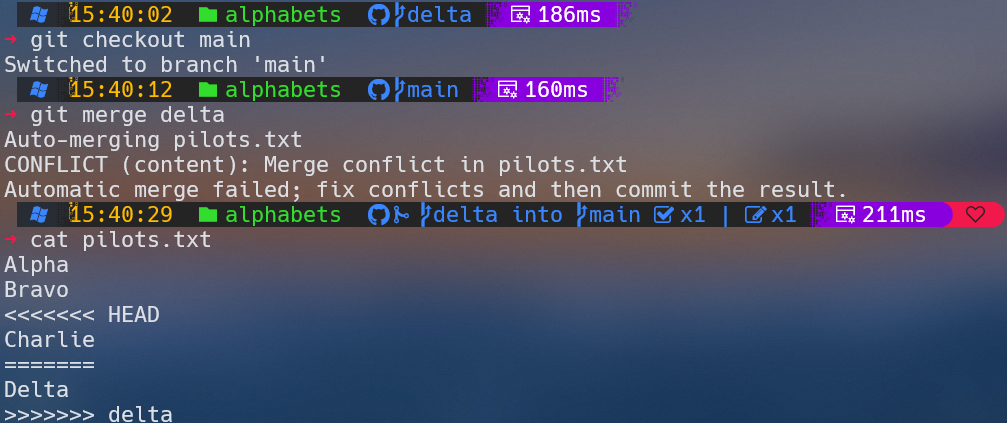 15:40:02 alphabets delta 186ms
→ git checkout main
Switched to branch 'main'
15:40:12 alphabets main 160ms
→ git merge delta
Auto-merging pilots.txt
CONFLICT (content): Merge conflict in pilots.txt
Automatic merge failed; fix conflicts and then commit the result.
15:40:29 alphabets delta into main x1 | x1 211ms
→ cat pilots.txt
Alpha
Bravo
<<<<<<< HEAD
Charlie
=======
Delta
>>>>>>> delta